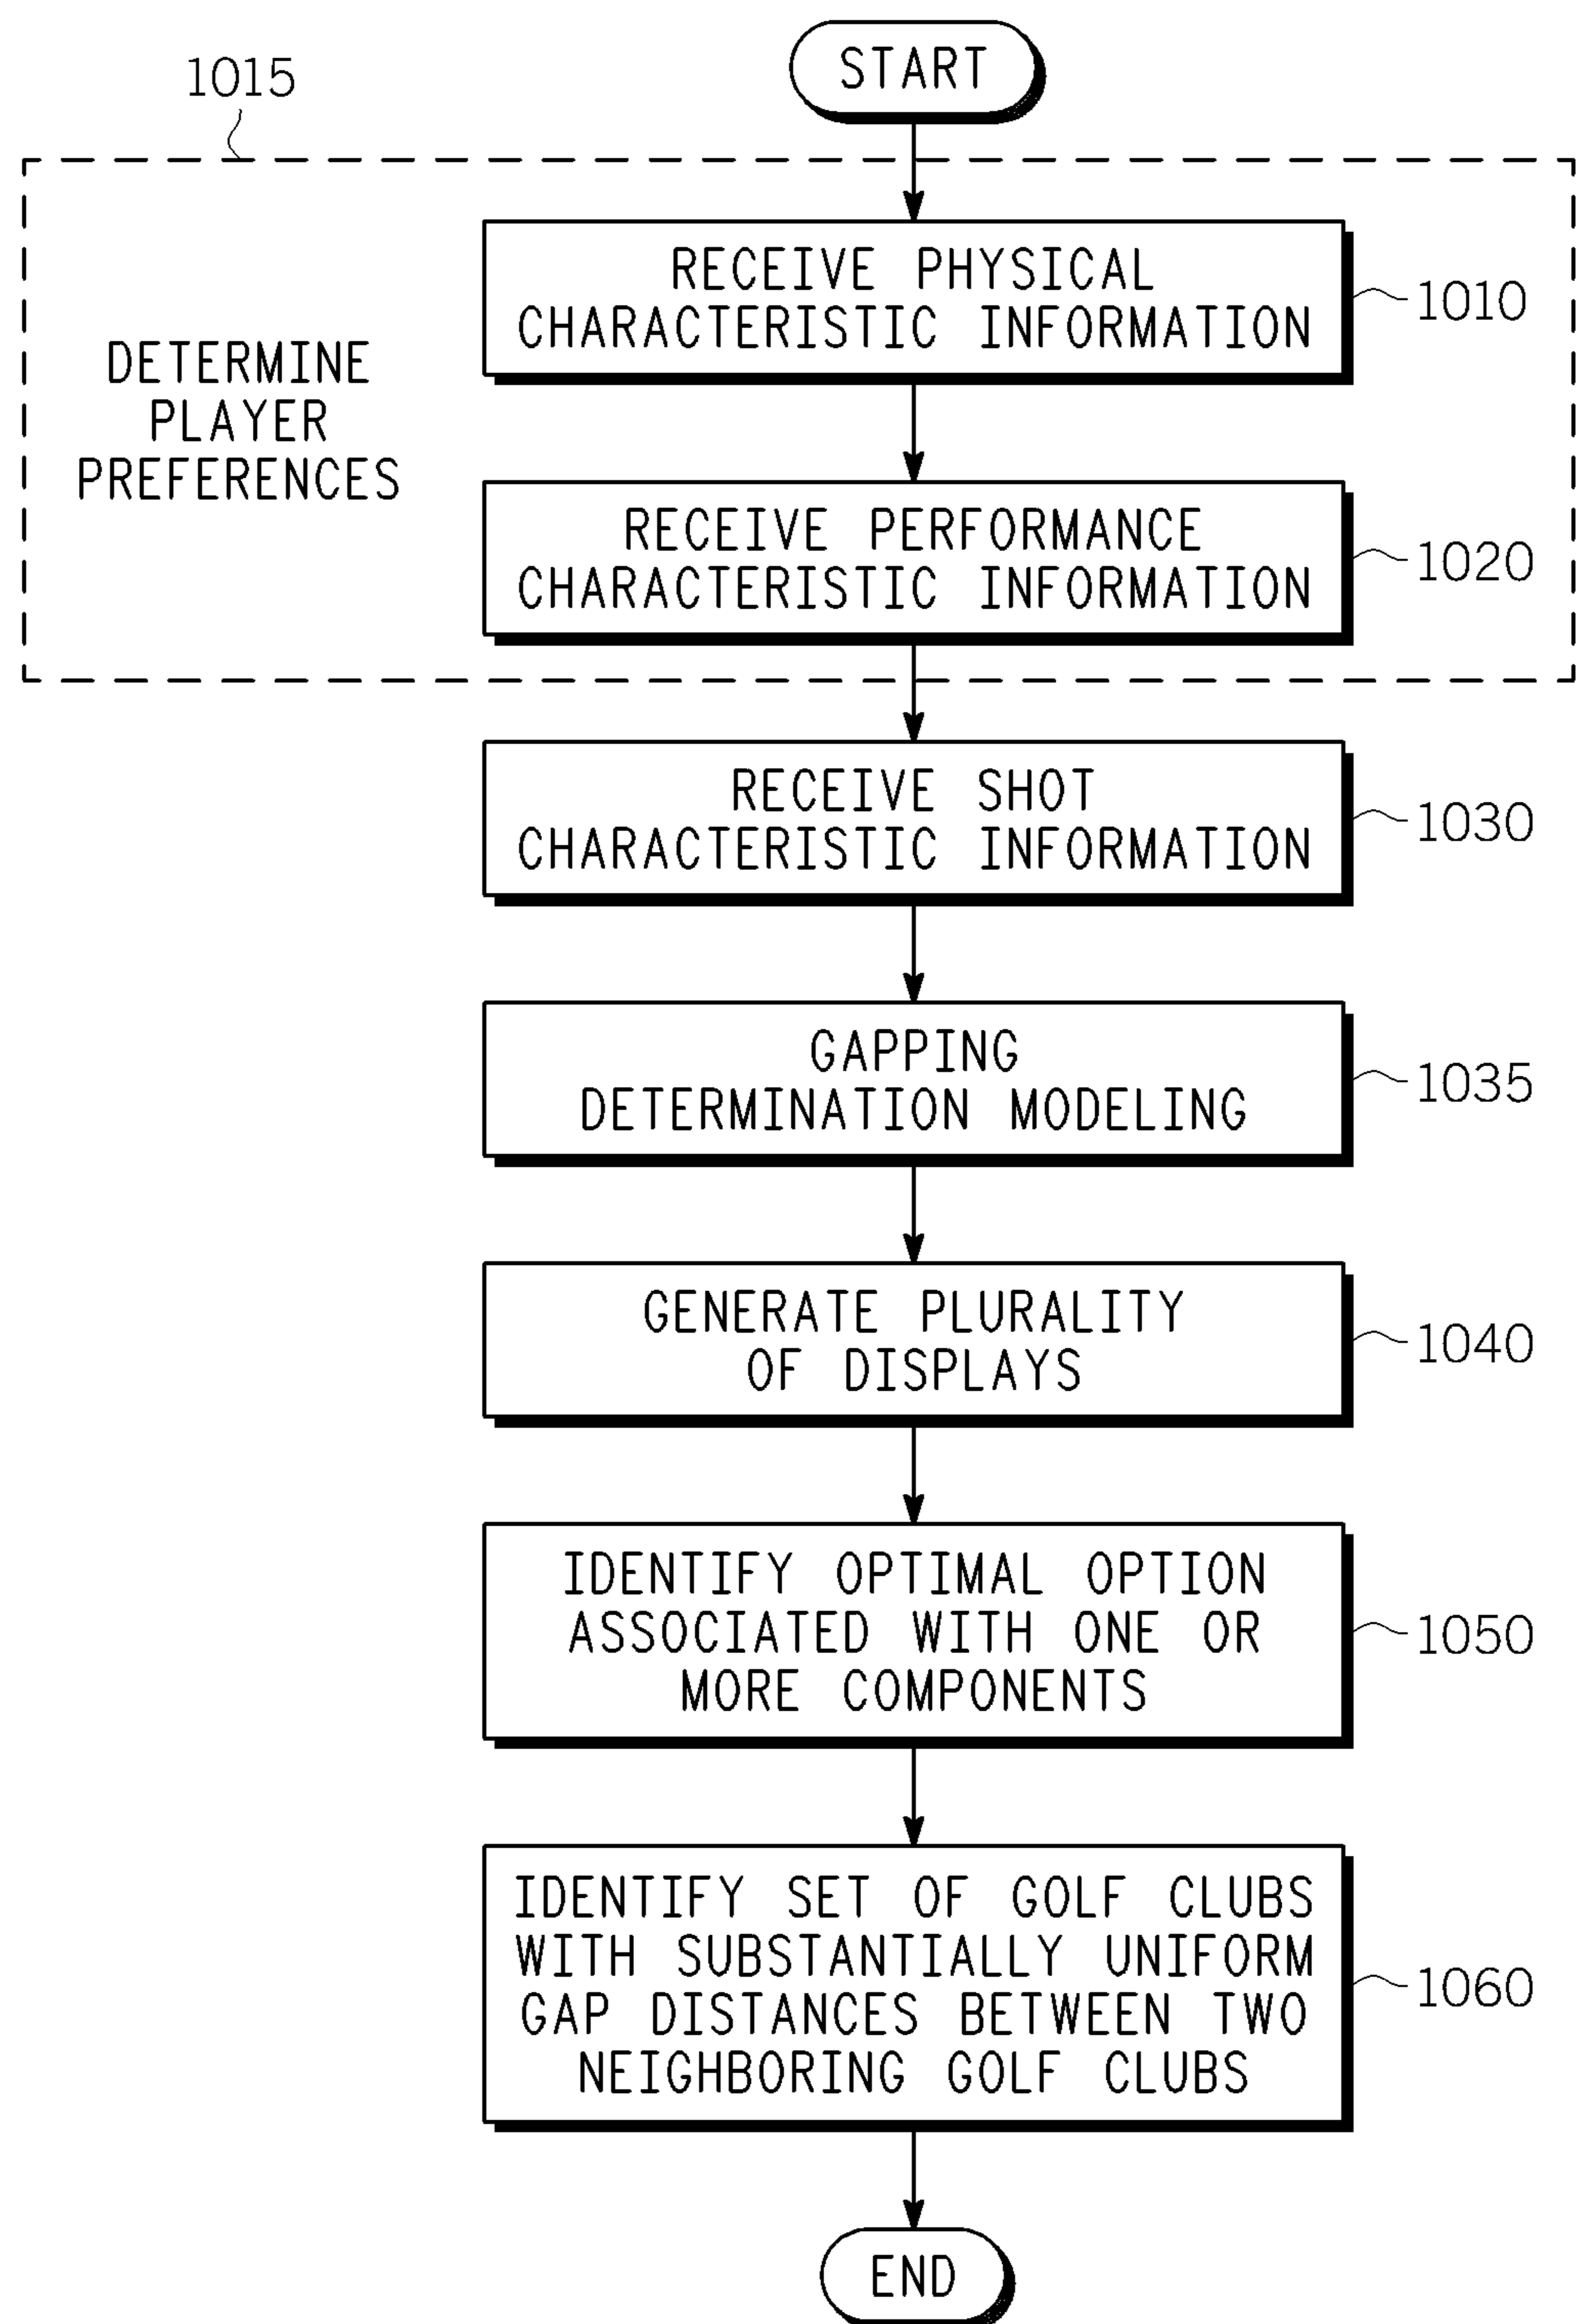 START
1015
RECEIVE PHYSICAL
CHARACTERISTIC INFORMATION
1010
DETERMINE
PLAYER
PREFERENCES
RECEIVE PERFORMANCE
CHARACTERISTIC INFORMATION
1020
RECEIVE SHOT
CHARACTERISTIC INFORMATION
1030
GAPPING
DETERMINATION MODELING
1035
GENERATE PLURALITY
OF DISPLAYS
1040
IDENTIFY OPTIMAL OPTION
ASSOCIATED WITH ONE OR
MORE COMPONENTS
1050
IDENTIFY SET OF GOLF CLUBS
WITH SUBSTANTIALLY UNIFORM
GAP DISTANCES BETWEEN TWO
NEIGHBORING GOLF CLUBS
1060
END